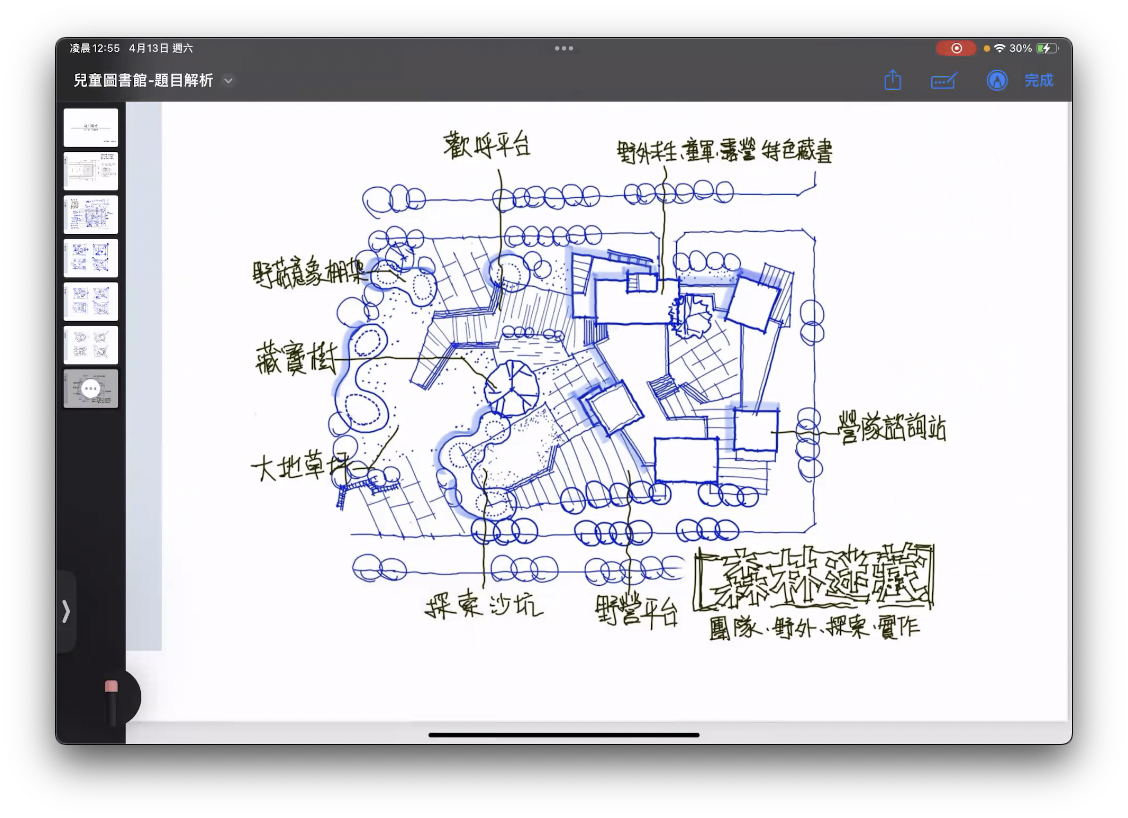 凌晨12:55 4月13日 週六
30%
兒童圖書館-題目解析
完成
歡呼平台
野外求生、童軍、露營 特色藏書
野菇意象棚架
藏寶樹
大地草坪
營隊諮詢站
探索沙坑
野營平台
森林迷藏
團隊、野外、探索、實作